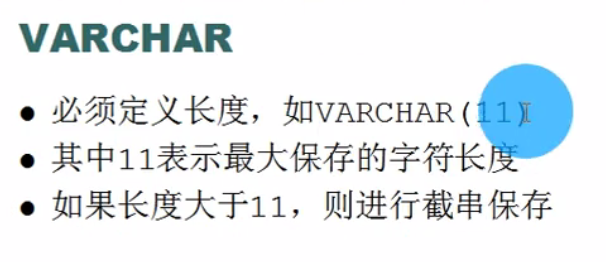 VARCHAR
● 必须定义长度，如VARCHAR(11)
● 其中11表示最大保存的字符长度
● 如果长度大于11，则进行截串保存